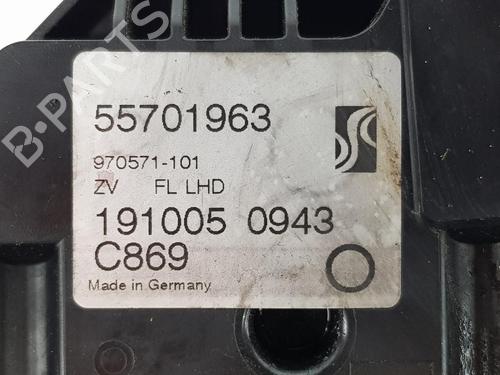 B-PARTS
55701963
970571-101
ZV FL LHD
191005 0943
C869
Made in Germany